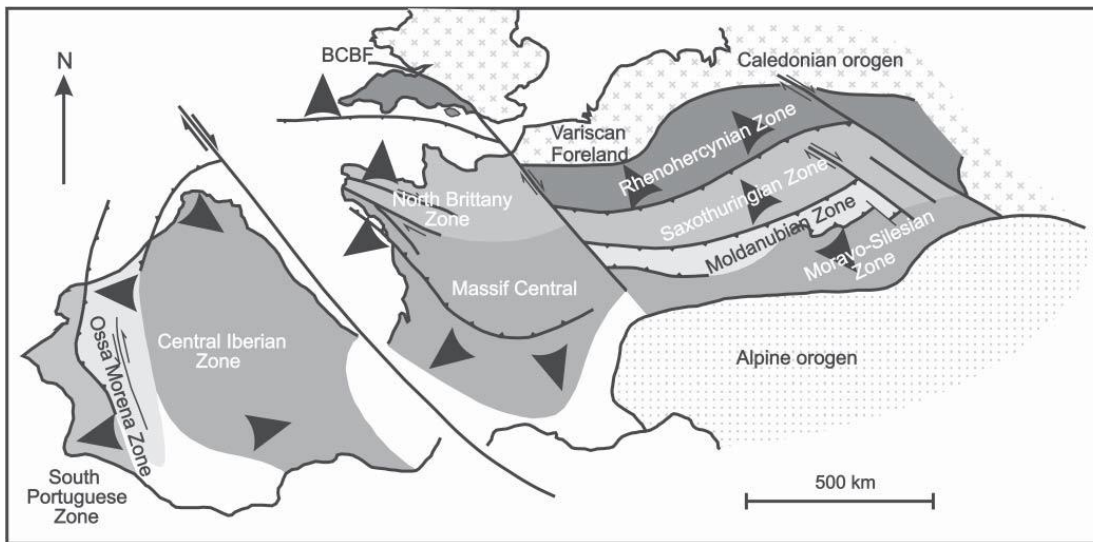 BCBF
N
Caledonian orogen
Variscan
Foreland
Rhenohercynian Zone
North Brittany
Zone
Saxothuringian Zone
Moldanubian Zone
Moravo-Silesian
Zone
Massif Central
Central Iberian
Zone
Ossa Morena Zone
Alpine orogen
South
Portuguese
Zone
500 km